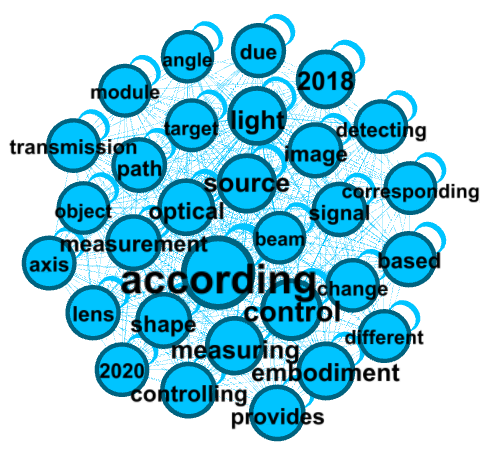 due
angle
2018
module
light
target
detecting
transmission
image
path
source
corresponding
object
optical
signal
measurement
beam
axis
based
according
change
lens
control
shape
different
measuring
2020
embodiment
controlling
provides